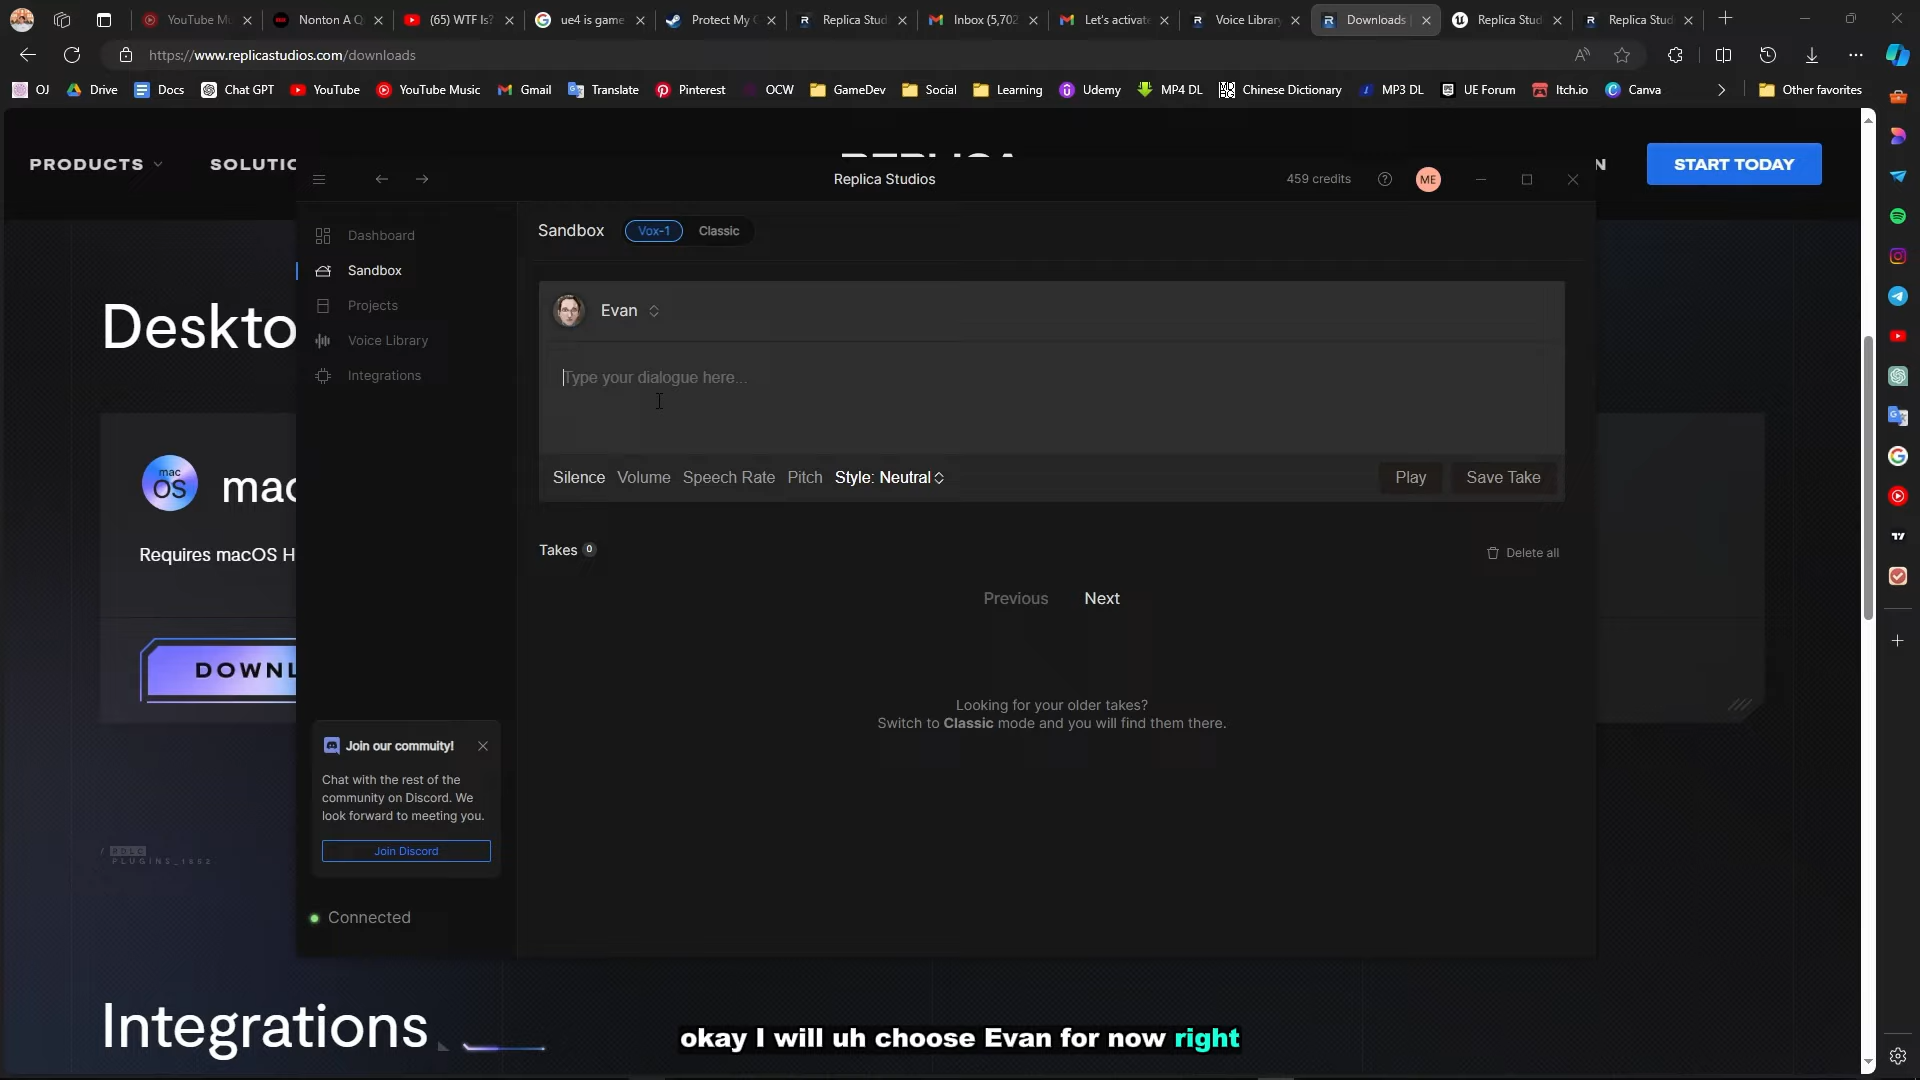 YouTube Mu
Nonton A Q
(65) WTF Is?
ue4 is game
Protect My G
Replica Stud
Inbox (5,702
Let's activate
Voice Library
Downloads |
Replica Stud
Replica Stud
https://www.replicastudios.com/downloads
OJ
Drive
Docs
Chat GPT
YouTube
YouTube Music
Gmail
Translate
Pinterest
OCW
GameDev
Social
Learning
Udemy
MP4 DL
Chinese Dictionary
MP3 DL
UE Forum
Itch.io
Canva
Other favorites
PRODUCTS
SOLUTIO
START TODAY
Replica Studios
459 credits
ME
Dashboard
Sandbox
Projects
Voice Library
Integrations
Sandbox
Vox-1
Classic
Evan
Type your dialogue here...
Silence
Volume
Speech Rate
Pitch
Style: Neutral
Play
Save Take
Takes 0
Delete all
Previous
Next
Looking for your older takes?
Switch to Classic mode and you will find them there.
Join our commuity!
Chat with the rest of the
community on Discord. We
look forward to meeting you.
Join Discord
Connected
Deskto
mac
OS
mac
Requires macOS H
DOWNL
PLUGINS_1552
Integrations
okay I will uh choose Evan for now right